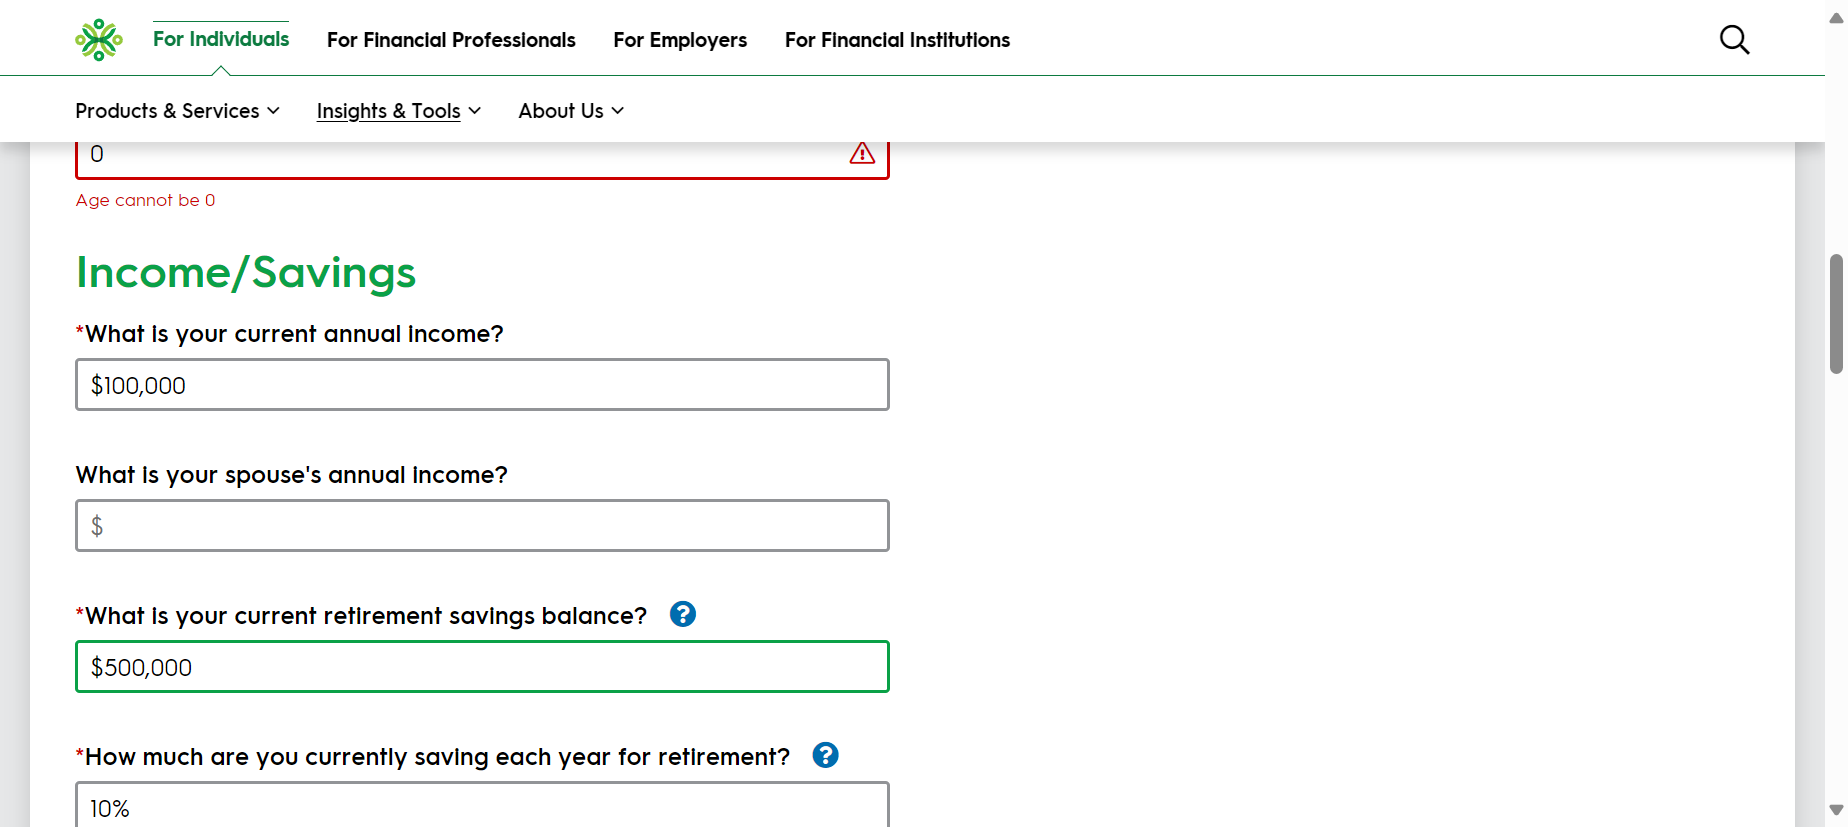 For Individuals For Financial Professionals For Employers For Financial Institutions
Products & Services Insights & Tools About Us
0
Age cannot be 0
Income/Savings
*What is your current annual income?
$100,000
What is your spouse's annual income?
$
*What is your current retirement savings balance? ?
$500,000
*How much are you currently saving each year for retirement? ?
10%